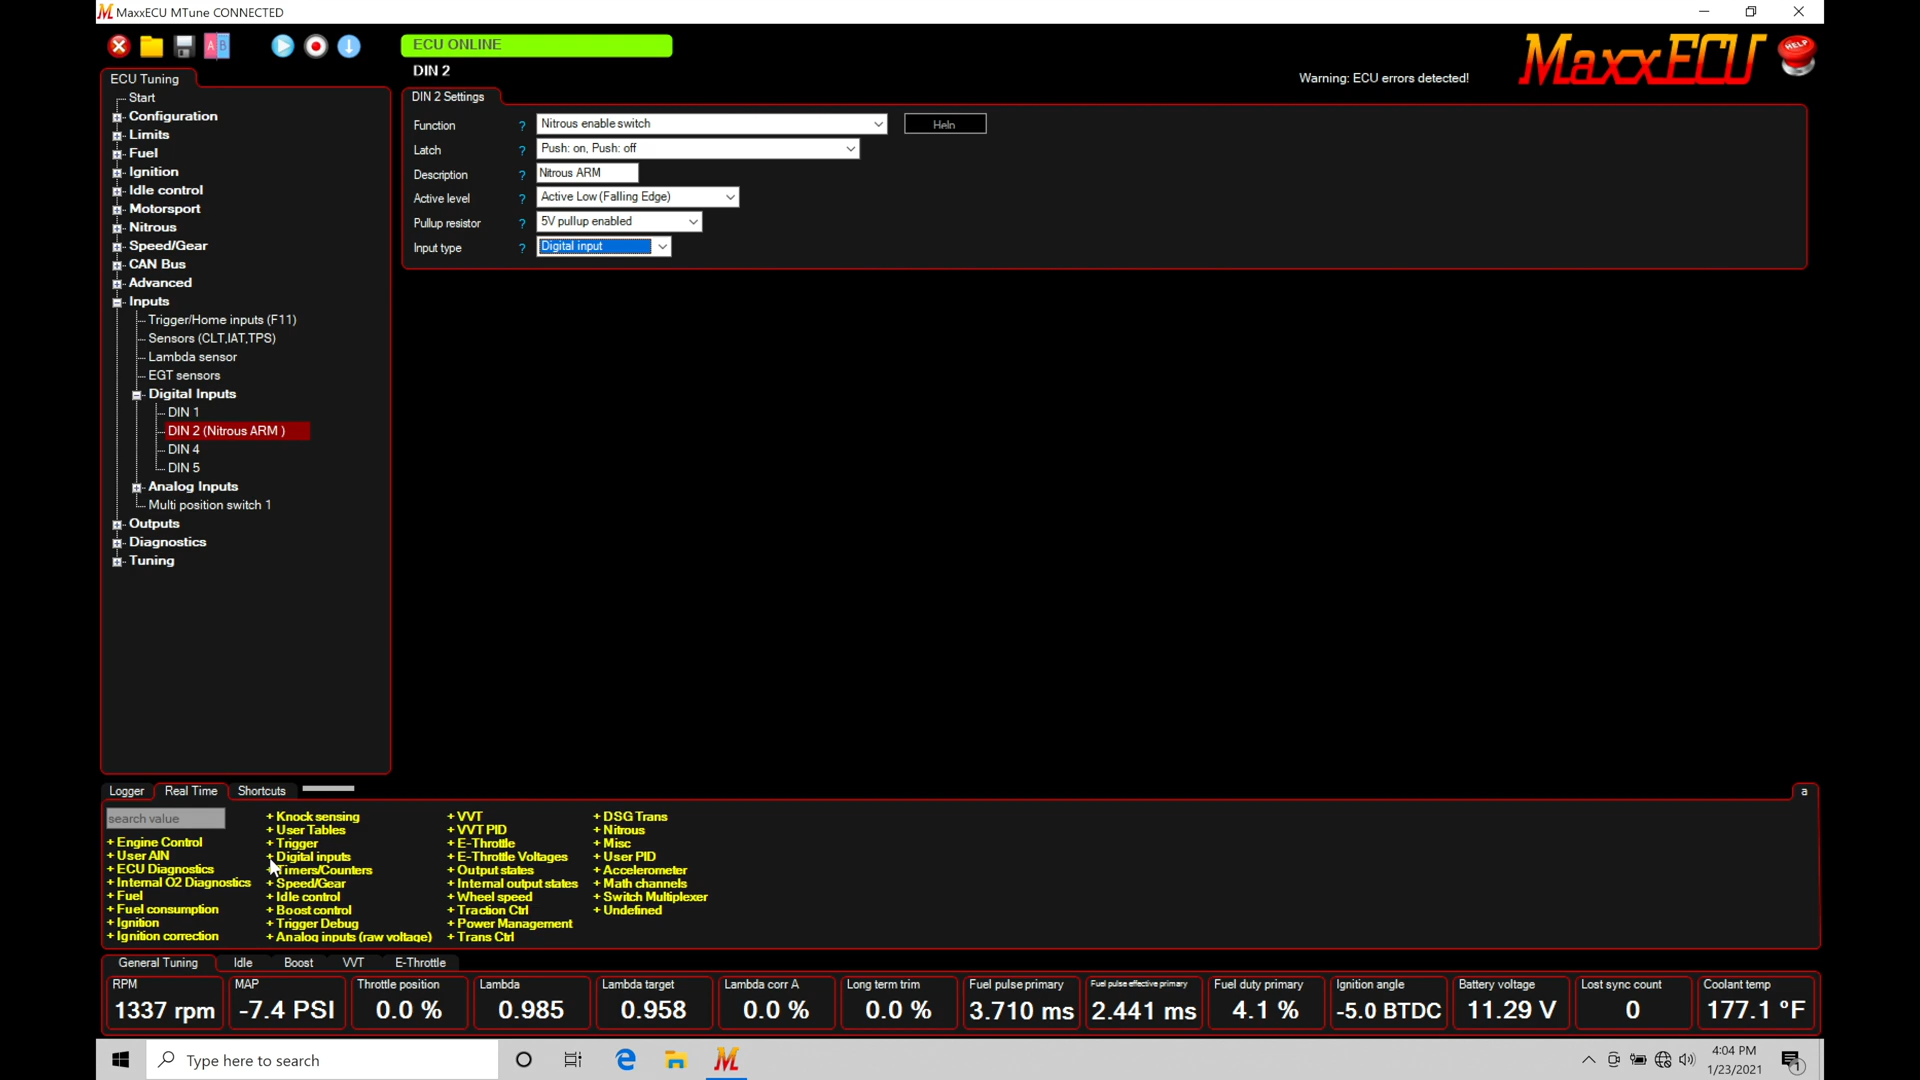 MaxxECU MTune CONNECTED
ECU ONLINE
DIN 2
Warning: ECU errors detected!
MaxxECU
HELP
ECU Tuning
Start
Configuration
Limits
Fuel
Ignition
Idle control
Motorsport
Nitrous
Speed/Gear
CAN Bus
Advanced
Inputs
Trigger/Home inputs (F11)
Sensors (CLT,IAT,TPS)
Lambda sensor
EGT sensors
Digital Inputs
DIN 1
DIN 2 (Nitrous ARM )
DIN 4
DIN 5
Analog Inputs
Multi position switch 1
Outputs
Diagnostics
Tuning
DIN 2 Settings
Function ? Nitrous enable switch Help
Latch ? Push: on, Push: off
Description ? Nitrous ARM
Active level ? Active Low (Falling Edge)
Pullup resistor ? 5V pullup enabled
Input type ? Digital input
Logger Real Time Shortcuts a
search value
+ Engine Control
+ User AIN
+ ECU Diagnostics
+ Internal O2 Diagnostics
+ Fuel
+ Fuel consumption
+ Ignition
+ Ignition correction
+ Knock sensing
+ User Tables
+ Trigger
+ Digital inputs
+ Timers/Counters
+ Speed/Gear
+ Idle control
+ Boost control
+ Trigger Debug
+ Analog inputs (raw voltage)
+ VVT
+ VVT PID
+ E-Throttle
+ E-Throttle Voltages
+ Output states
+ Internal output states
+ Wheel speed
+ Traction Ctrl
+ Power Management
+ Trans Ctrl
+ DSG Trans
+ Nitrous
+ Misc
+ User PID
+ Accelerometer
+ Math channels
+ Switch Multiplexer
+ Undefined
General Tuning Idle Boost VVT E-Throttle
RPM
1337 rpm
MAP
-7.4 PSI
Throttle position
0.0 %
Lambda
0.985
Lambda target
0.958
Lambda corr A
0.0 %
Long term trim
0.0 %
Fuel pulse primary
3.710 ms
Fuel pulse effective primary
2.441 ms
Fuel duty primary
4.1 %
Ignition angle
-5.0 BTDC
Battery voltage
11.29 V
Lost sync count
0
Coolant temp
177.1 °F
Type here to search
4:04 PM
1/23/2021
1